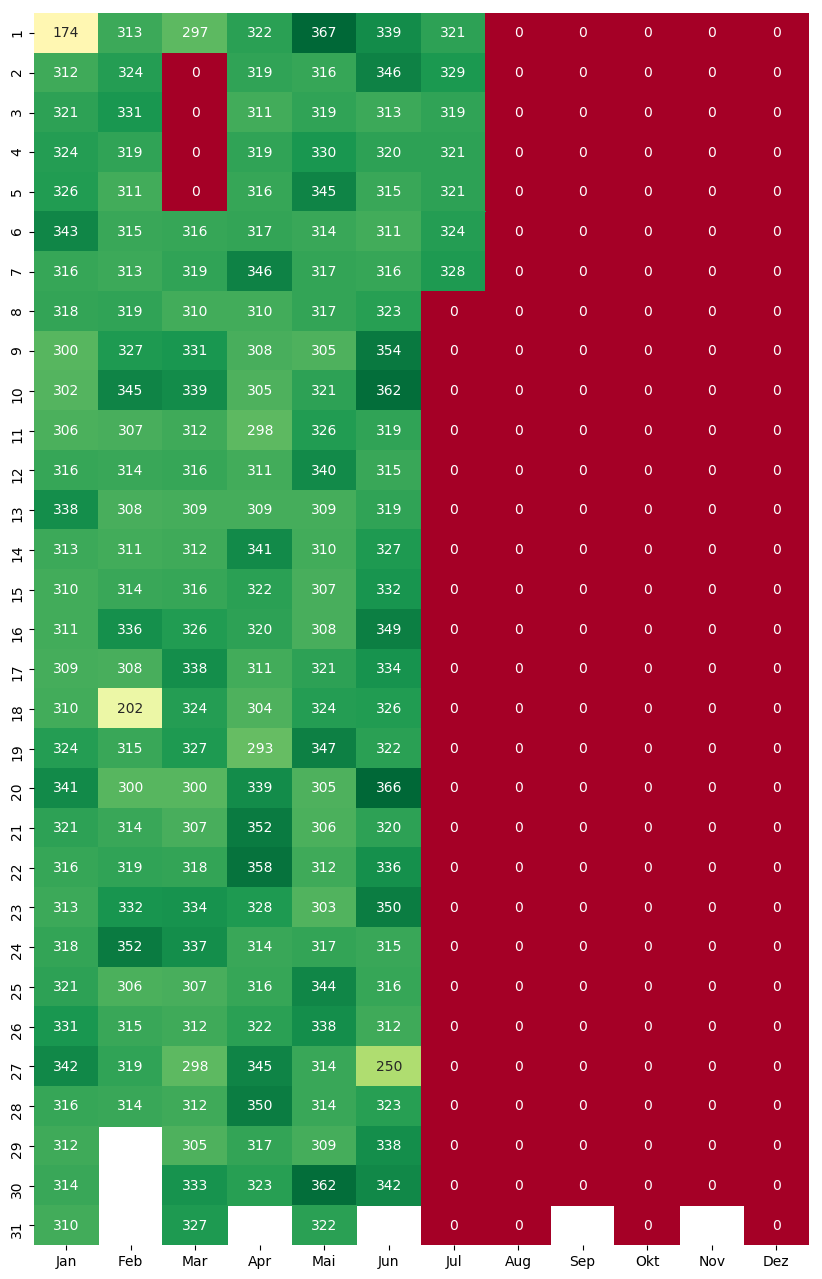 1 174 313 297 322 367 339 321 0 0 0 0 0
2 312 324 0 319 316 346 329 0 0 0 0 0
3 321 331 0 311 319 313 319 0 0 0 0 0
4 324 319 0 319 330 320 321 0 0 0 0 0
5 326 311 0 316 345 315 321 0 0 0 0 0
6 343 315 316 317 314 311 324 0 0 0 0 0
7 316 313 319 346 317 316 328 0 0 0 0 0
8 318 319 310 310 317 323 0 0 0 0 0 0
9 300 327 331 308 305 354 0 0 0 0 0 0
10 302 345 339 305 321 362 0 0 0 0 0 0
11 306 307 312 298 326 319 0 0 0 0 0 0
12 316 314 316 311 340 315 0 0 0 0 0 0
13 338 308 309 309 309 319 0 0 0 0 0 0
14 313 311 312 341 310 327 0 0 0 0 0 0
15 310 314 316 322 307 332 0 0 0 0 0 0
16 311 336 326 320 308 349 0 0 0 0 0 0
17 309 308 338 311 321 334 0 0 0 0 0 0
18 310 202 324 304 324 326 0 0 0 0 0 0
19 324 315 327 293 347 322 0 0 0 0 0 0
20 341 300 300 339 305 366 0 0 0 0 0 0
21 321 314 307 352 306 320 0 0 0 0 0 0
22 316 319 318 358 312 336 0 0 0 0 0 0
23 313 332 334 328 303 350 0 0 0 0 0 0
24 318 352 337 314 317 315 0 0 0 0 0 0
25 321 306 307 316 344 316 0 0 0 0 0 0
26 331 315 312 322 338 312 0 0 0 0 0 0
27 342 319 298 345 314 250 0 0 0 0 0 0
28 316 314 312 350 314 323 0 0 0 0 0 0
29 312 305 317 309 338 0 0 0 0 0 0
30 314 333 323 362 342 0 0 0 0 0 0
31 310 327 322 0 0 0 0
Jan Feb Mar Apr Mai Jun Jul Aug Sep Okt Nov Dez